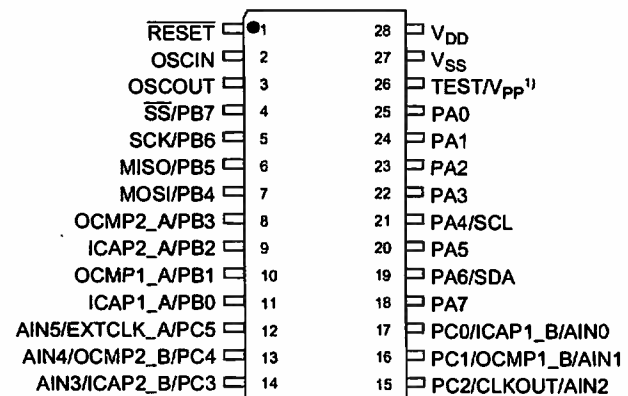 RESET 1 28 VDD
OSCIN 2 27 VSS
OSCOUT 3 26 TEST/VPP1)
SS/PB7 4 25 PA0
SCK/PB6 5 24 PA1
MISO/PB5 6 23 PA2
MOSI/PB4 7 22 PA3
OCMP2_A/PB3 8 21 PA4/SCL
ICAP2_A/PB2 9 20 PA5
OCMP1_A/PB1 10 19 PA6/SDA
ICAP1_A/PB0 11 18 PA7
AIN5/EXTCLK_A/PC5 12 17 PC0/ICAP1_B/AIN0
AIN4/OCMP2_B/PC4 13 16 PC1/OCMP1_B/AIN1
AIN3/ICAP2_B/PC3 14 15 PC2/CLKOUT/AIN2